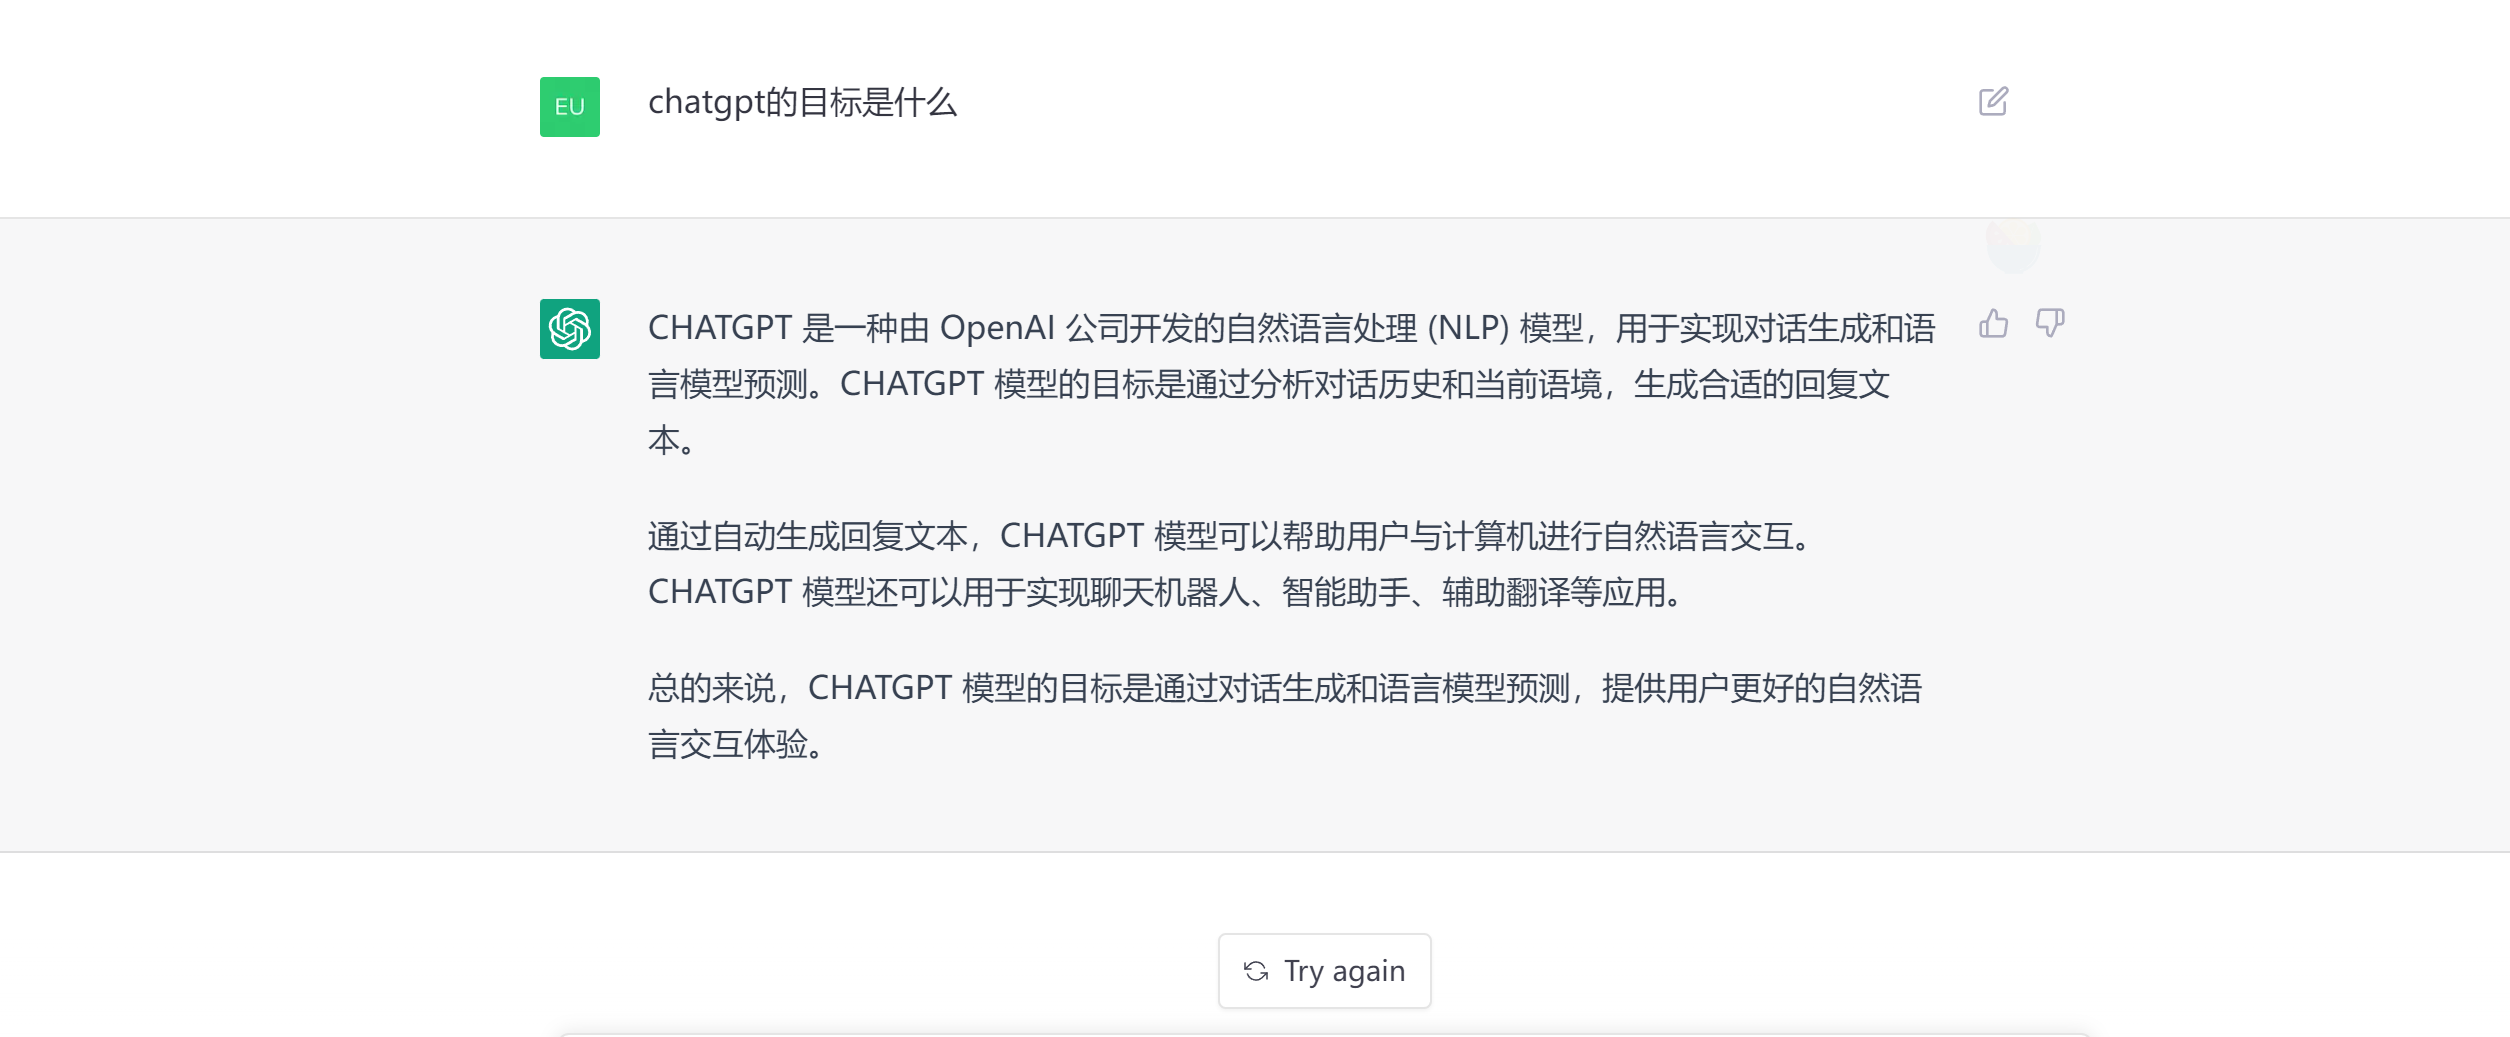 EU
chatgpt的目标是什么
CHATGPT 是一种由 OpenAI 公司开发的自然语言处理 (NLP) 模型，用于实现对话生成和语
言模型预测。CHATGPT 模型的目标是通过分析对话历史和当前语境，生成合适的回复文
本。
通过自动生成回复文本，CHATGPT 模型可以帮助用户与计算机进行自然语言交互。
CHATGPT 模型还可以用于实现聊天机器人、智能助手、辅助翻译等应用。
总的来说，CHATGPT 模型的目标是通过对话生成和语言模型预测，提供用户更好的自然语
言交互体验。
Try again